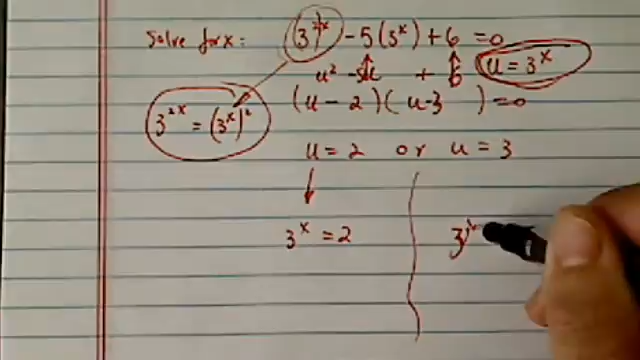 Solve for x: (3)^2x - 5(3^x) + 6 = 0
u² - 5u + 6 u = 3^x
3^2x = (3^x)² (u - 2)(u - 3) = 0
u = 2 or u = 3
3^x = 2 3^x